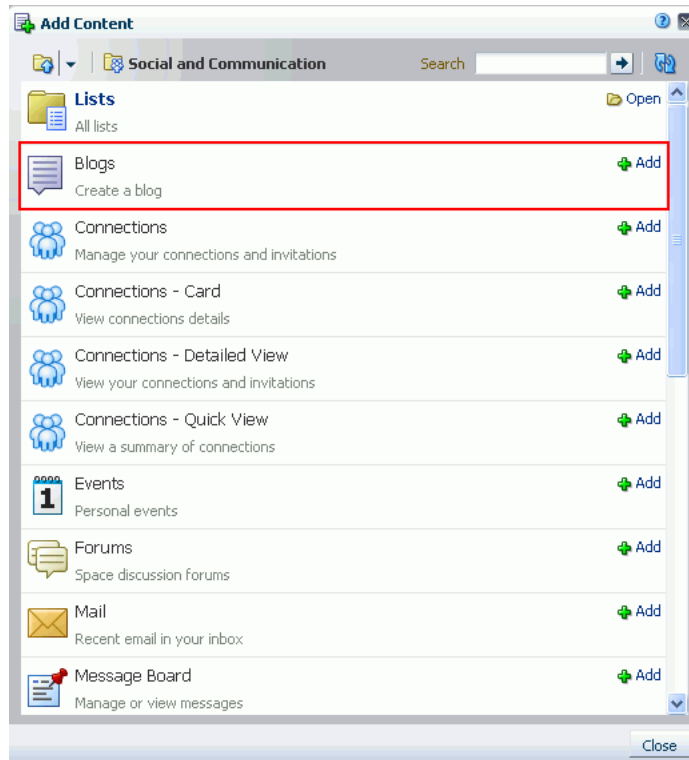 Add Content
Social and Communication Search
Lists Open
All lists
Blogs Add
Create a blog
Connections Add
Manage your connections and invitations
Connections - Card Add
View connections details
Connections - Detailed View Add
View your connections and invitations
Connections - Quick View Add
View a summary of connections
1
Events Add
Personal events
Forums Add
Space discussion forums
Mail Add
Recent email in your inbox
Message Board Add
Manage or view messages
Close